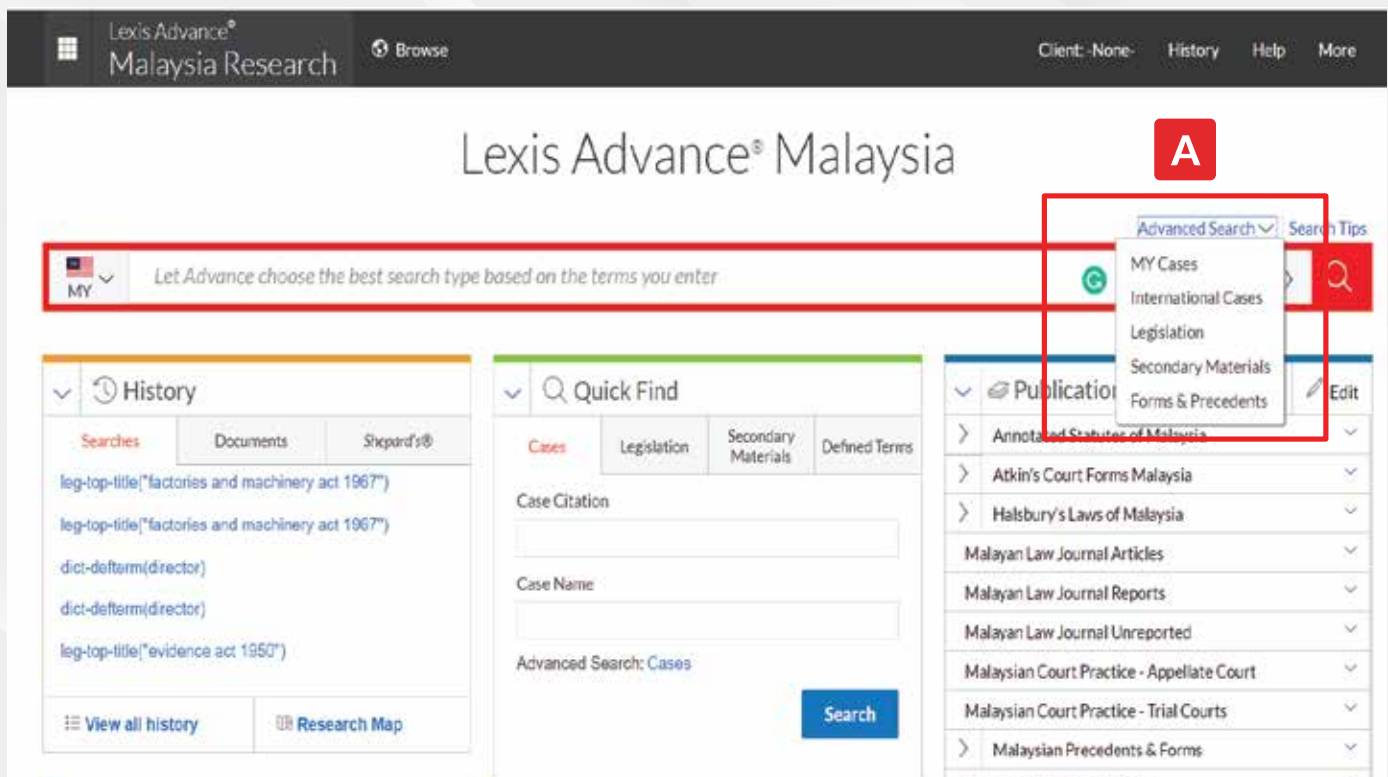 Lexis Advance®
Malaysia Research
Browse
Client: -None-
History
Help
More
Lexis Advance® Malaysia
A
Advanced Search
Search Tips
MY
Let Advance choose the best search type based on the terms you enter
G
MY Cases
International Cases
Legislation
Secondary Materials
Forms & Precedents
History
Searches
Documents
Shepard's®
leg-top-title("factories and machinery act 1967")
leg-top-title("factories and machinery act 1967")
dict-defterm(director)
dict-defterm(director)
leg-top-title("evidence act 1950")
View all history
Research Map
Quick Find
Cases
Legislation
Secondary
Materials
Defined Terms
Case Citation
Case Name
Advanced Search: Cases
Search
Publication
Edit
Annotated Statutes of Malaysia
Atkin's Court Forms Malaysia
Halsbury's Laws of Malaysia
Malayan Law Journal Articles
Malayan Law Journal Reports
Malayan Law Journal Unreported
Malaysian Court Practice - Appellate Court
Malaysian Court Practice - Trial Courts
Malaysian Precedents & Forms